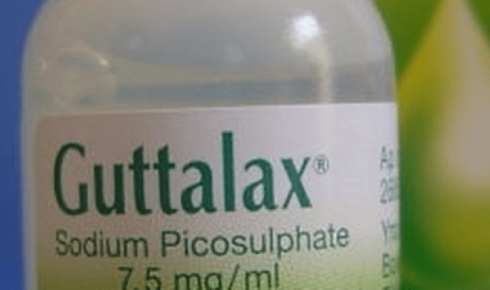 Guttalax®
Sodium Picosulphate
7,5 mg/ml